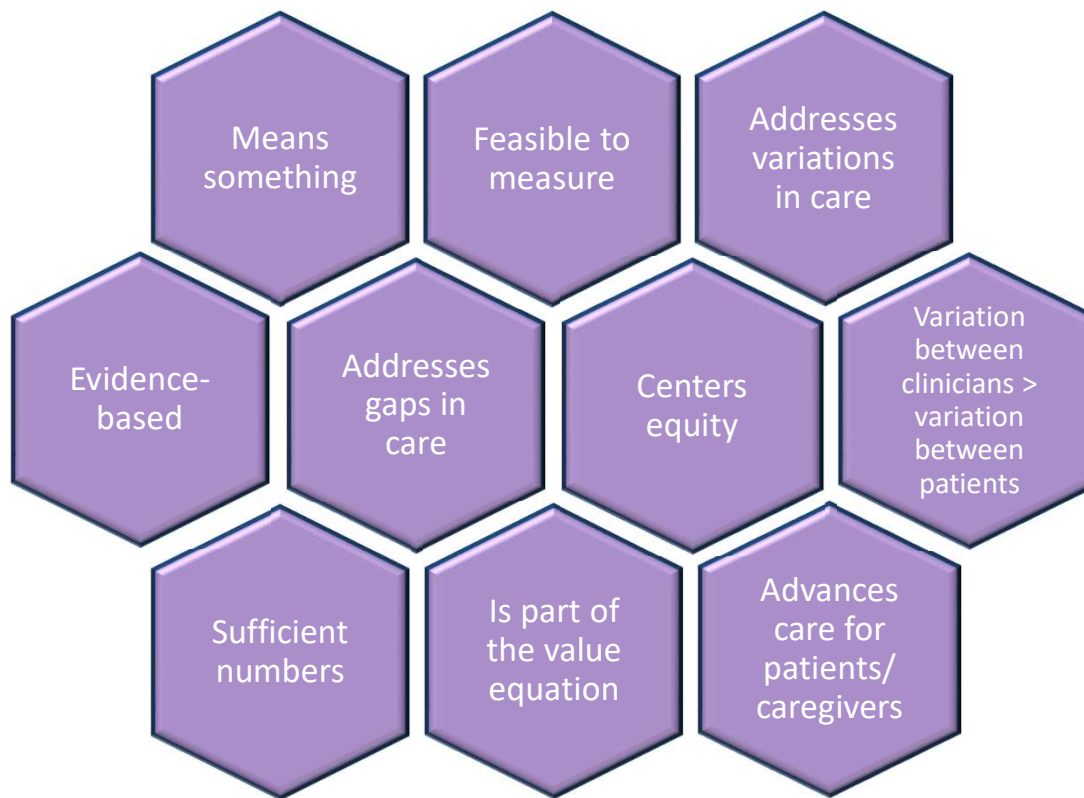 Means
something
Feasible to
measure
Addresses
variations
in care
Evidence-
based
Addresses
gaps in
care
Centers
equity
Variation
between
clinicians >
variation
between
patients
Sufficient
numbers
Is part of
the value
equation
Advances
care for
patients/
caregivers